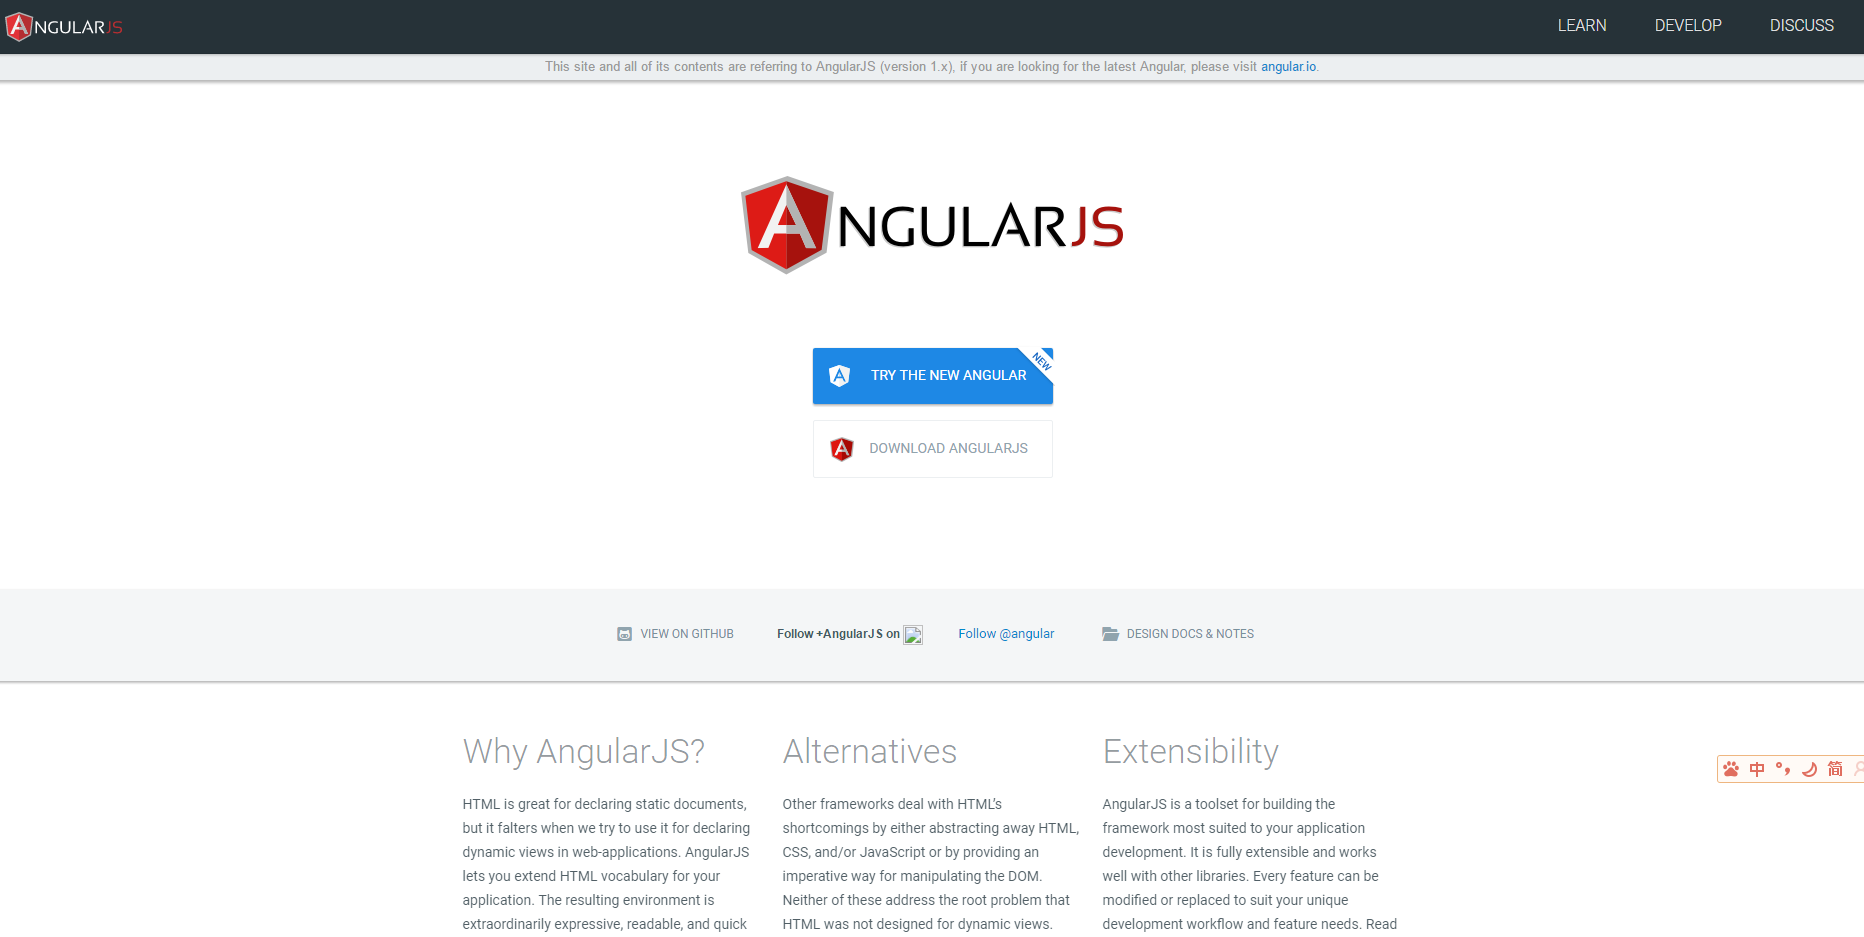 ANGULARJS
LEARN DEVELOP DISCUSS
This site and all of its contents are referring to AngularJS (version 1.x), if you are looking for the latest Angular, please visit angular.io.
ANGULARJS
TRY THE NEW ANGULAR
NEW
DOWNLOAD ANGULARJS
VIEW ON GITHUB
Follow +AngularJS on
Follow @angular
DESIGN DOCS & NOTES
Why AngularJS?
HTML is great for declaring static documents,
but it falters when we try to use it for declaring
dynamic views in web-applications. AngularJS
lets you extend HTML vocabulary for your
application. The resulting environment is
extraordinarily expressive, readable, and quick
Alternatives
Other frameworks deal with HTML’s
shortcomings by either abstracting away HTML,
CSS, and/or JavaScript or by providing an
imperative way for manipulating the DOM.
Neither of these address the root problem that
HTML was not designed for dynamic views.
Extensibility
AngularJS is a toolset for building the
framework most suited to your application
development. It is fully extensible and works
well with other libraries. Every feature can be
modified or replaced to suit your unique
development workflow and feature needs. Read
中 °, 简